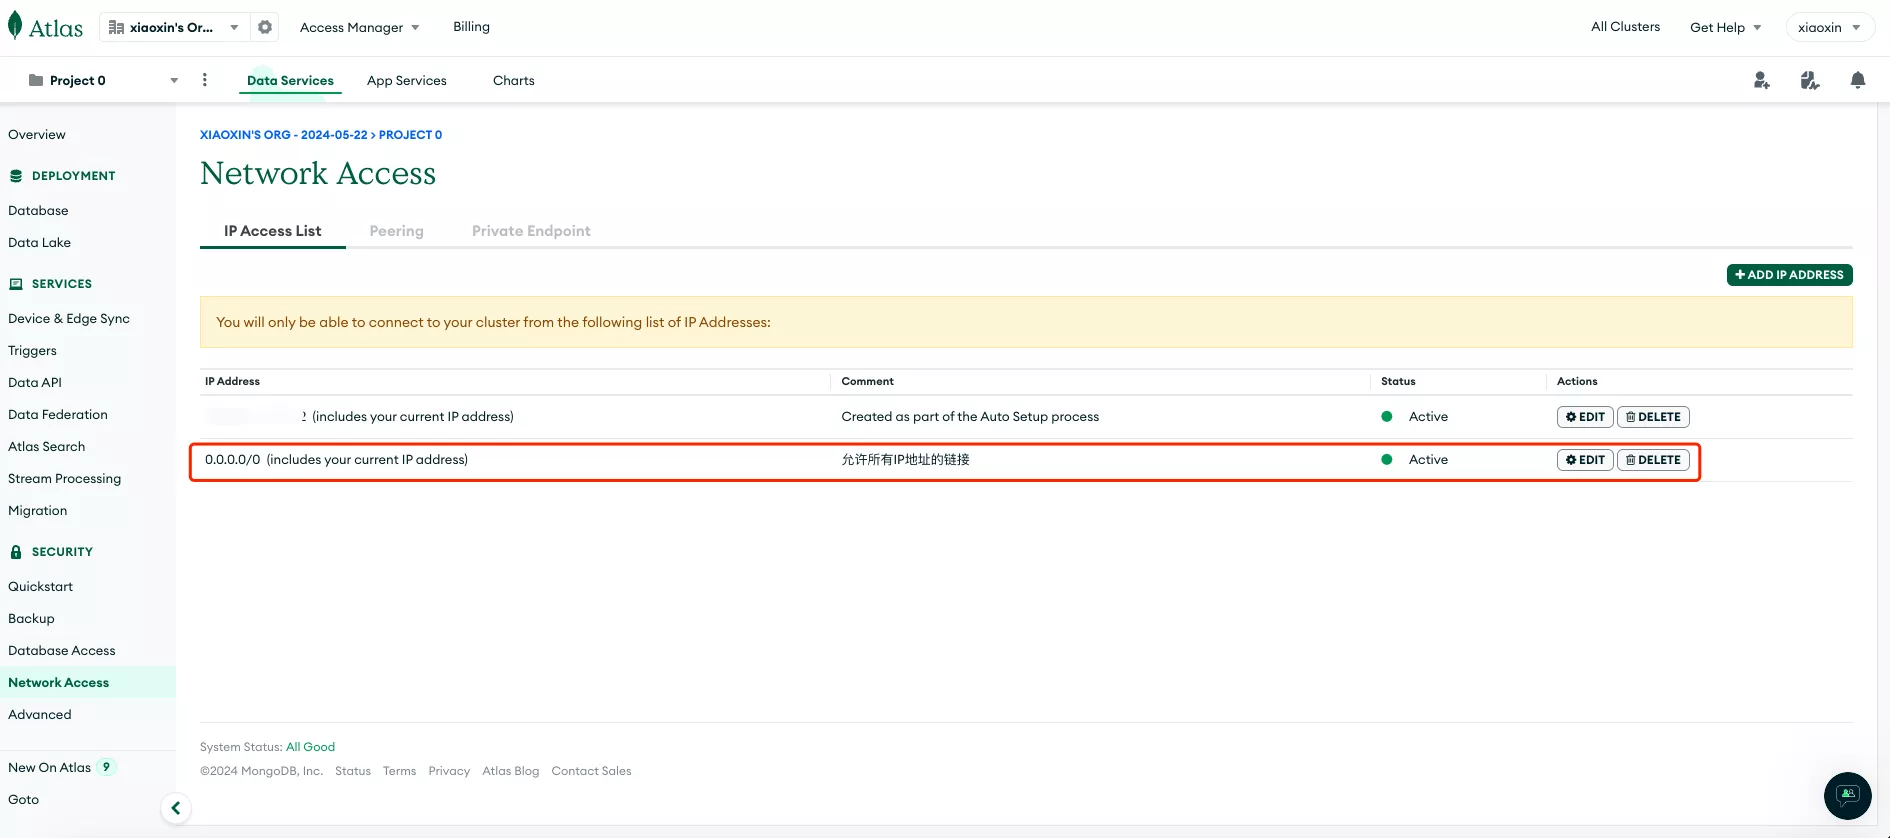 Atlas
xiaoxin's Or...
Access Manager
Billing
All Clusters
Get Help
xiaoxin
Project 0
Data Services
App Services
Charts
Overview
DEPLOYMENT
Database
Data Lake
SERVICES
Device & Edge Sync
Triggers
Data API
Data Federation
Atlas Search
Stream Processing
Migration
SECURITY
Quickstart
Backup
Database Access
Network Access
Advanced
New On Atlas 9
Goto
XIAOXIN'S ORG - 2024-05-22 > PROJECT 0
Network Access
IP Access List
Peering
Private Endpoint
+ ADD IP ADDRESS
You will only be able to connect to your cluster from the following list of IP Addresses:
IP Address
Comment
Status
Actions
2 (includes your current IP address)
Created as part of the Auto Setup process
Active
EDIT
DELETE
0.0.0.0/0 (includes your current IP address)
允许所有IP地址的链接
Active
EDIT
DELETE
System Status: All Good
©2024 MongoDB, Inc.
Status
Terms
Privacy
Atlas Blog
Contact Sales